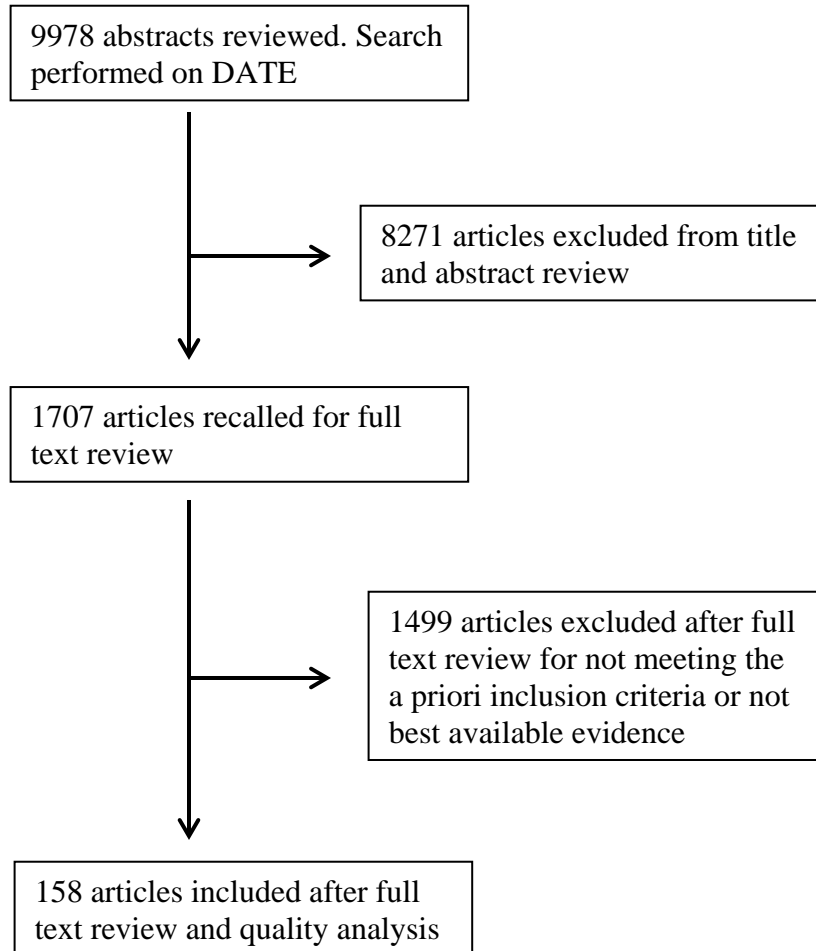 9978 abstracts reviewed. Search
performed on DATE
8271 articles excluded from title
and abstract review
1707 articles recalled for full
text review
1499 articles excluded after full
text review for not meeting the
a priori inclusion criteria or not
best available evidence
158 articles included after full
text review and quality analysis